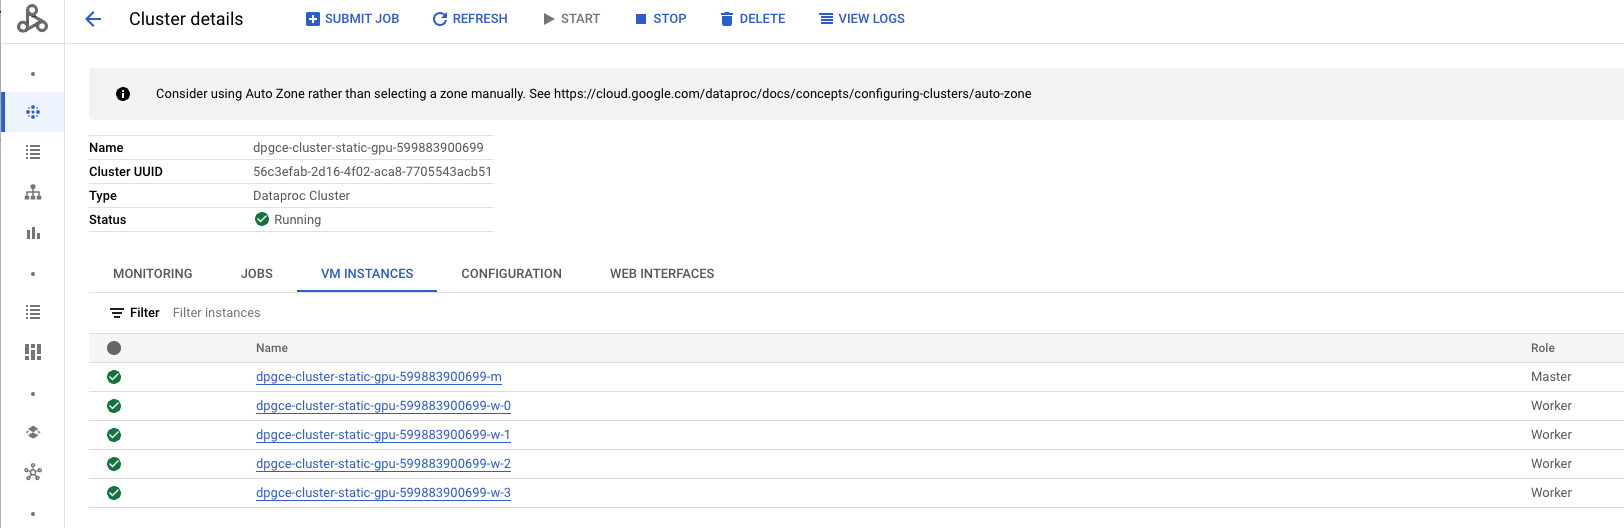 Cluster details SUBMIT JOB REFRESH START STOP DELETE VIEW LOGS
Consider using Auto Zone rather than selecting a zone manually. See https://cloud.google.com/dataproc/docs/concepts/configuring-clusters/auto-zone
Name dpgce-cluster-static-gpu-599883900699
Cluster UUID 56c3efab-2d16-4f02-aca8-7705543acb51
Type Dataproc Cluster
Status Running
MONITORING JOBS VM INSTANCES CONFIGURATION WEB INTERFACES
Filter Filter instances
Name Role
dpgce-cluster-static-gpu-599883900699-m Master
dpgce-cluster-static-gpu-599883900699-w-0 Worker
dpgce-cluster-static-gpu-599883900699-w-1 Worker
dpgce-cluster-static-gpu-599883900699-w-2 Worker
dpgce-cluster-static-gpu-599883900699-w-3 Worker